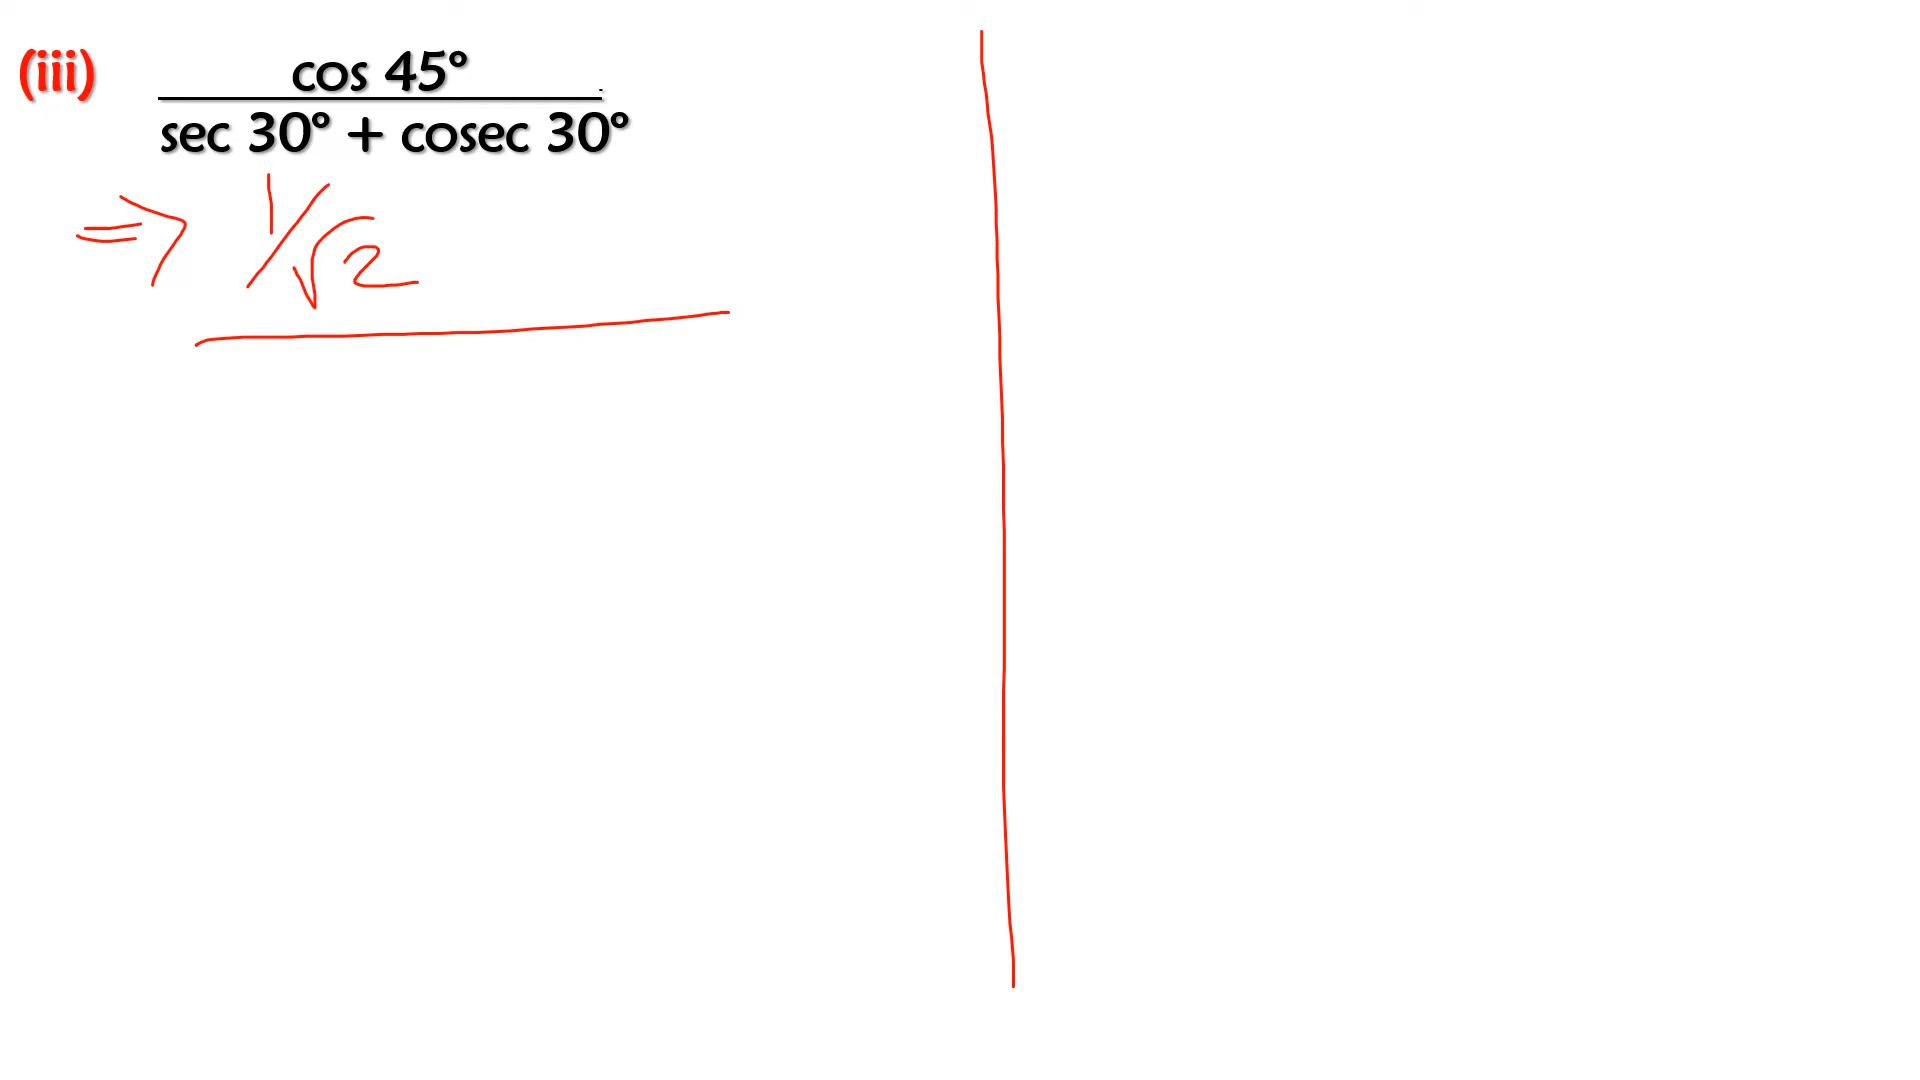 (iii) cos 45°
sec 30° + cosec 30°
⇒ 1/√2